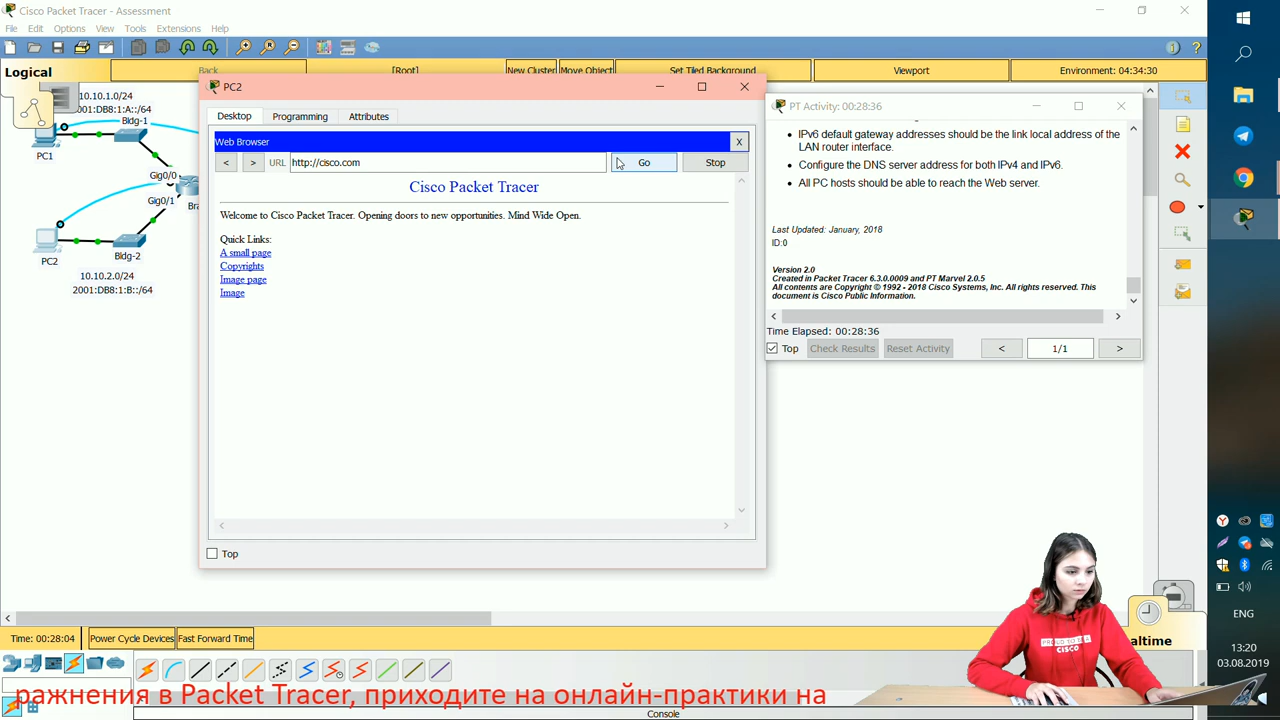 Cisco Packet Tracer - Assessment
File Edit Options View Tools Extensions Help
Logical
Back
[Root]
New Cluster
Move Object
Set Tiled Background
Viewport
Environment: 04:34:30
10.10.1.0/24
001:DB8:1:A::/64
Bldg-1
PC1
Gig0/0
Gig0/1
Bra
PC2
Bldg-2
10.10.2.0/24
2001:DB8:1:B::/64
PC2
Desktop Programming Attributes
Web Browser X
< > URL http://cisco.com Go Stop
Cisco Packet Tracer
Welcome to Cisco Packet Tracer. Opening doors to new opportunities. Mind Wide Open.
Quick Links:
A small page
Copyrights
Image page
Image
Top
PT Activity: 00:28:36
IPv6 default gateway addresses should be the link local address of the
LAN router interface.
Configure the DNS server address for both IPv4 and IPv6.
All PC hosts should be able to reach the Web server.
Last Updated: January, 2018
ID:0
Version 2.0
Created in Packet Tracer 6.3.0.0009 and PT Marvel 2.0.5
All contents are Copyright © 1992 - 2018 Cisco Systems, Inc. All rights reserved. This
document is Cisco Public Information.
Time Elapsed: 00:28:36
Top Check Results Reset Activity < 1/1 >
PROUD TO BE A
CISCO
Time: 00:28:04 Power Cycle Devices Fast Forward Time
altime
ражнения в Packet Tracer, приходите на онлайн-практики на
Console
ENG
13:20
03.08.2019